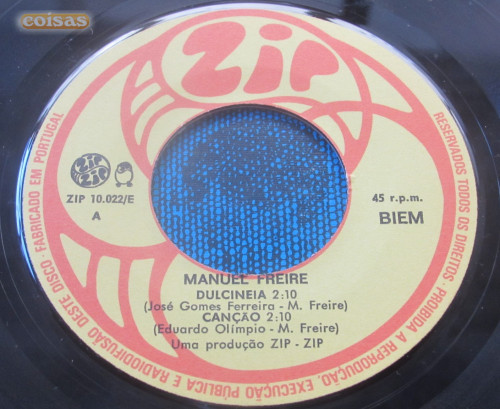 coisas
Zip
ZIP ZIP
ZIP 10.022/E
A
45 r.p.m.
BIEM
MANUEL FREIRE
DULCINEIA 2:10
(José Gomes Ferreira - M. Freire)
CANÇÃO 2:10
(Eduardo Olímpio - M. Freire)
Uma produção ZIP - ZIP
RESERVADOS TODOS OS DIREITOS · PROIBIDA A REPRODUÇÃO, EXECUÇÃO PÚBLICA E RADIODIFUSÃO DESTE DISCO · FABRICADO EM PORTUGAL